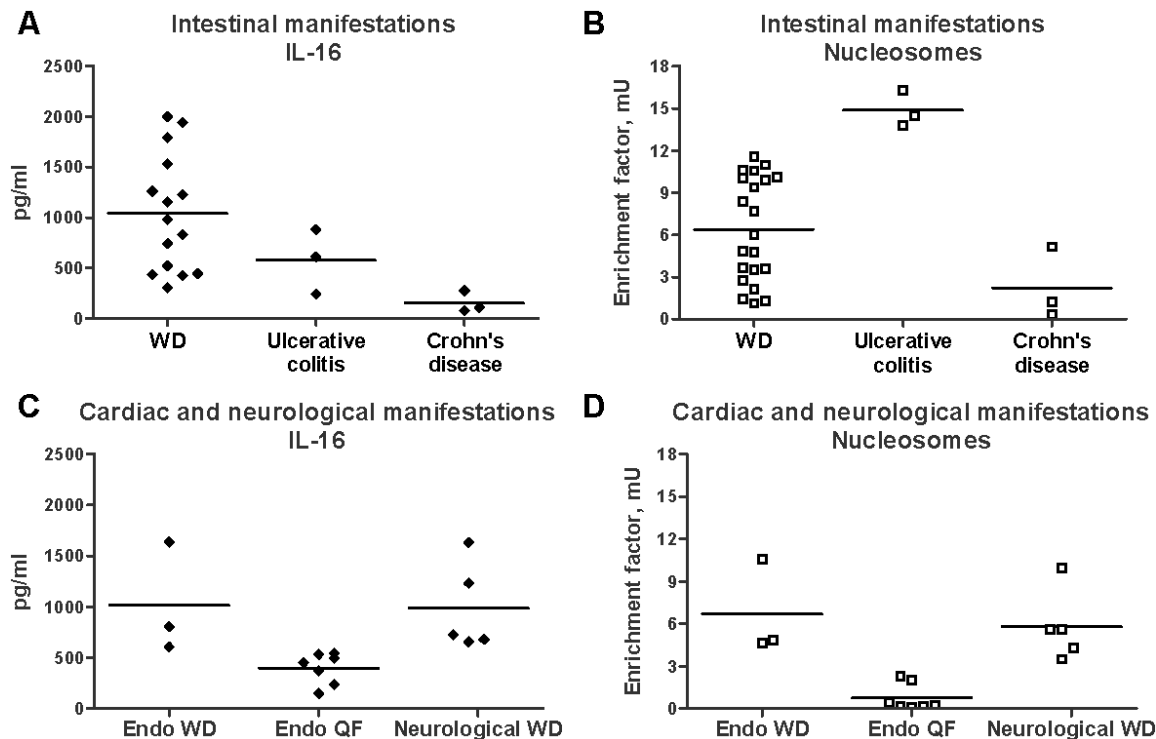 A
Intestinal manifestations
IL-16
2500
2000
1500
1000
500
0
pg/ml
WD
Ulcerative
colitis
Crohn's
disease
B
Intestinal manifestations
Nucleosomes
18
15
12
9
6
3
0
Enrichment factor, mU
WD
Ulcerative
colitis
Crohn's
disease
C
Cardiac and neurological manifestations
IL-16
2500
2000
1500
1000
500
0
pg/ml
Endo WD
Endo QF
Neurological WD
D
Cardiac and neurological manifestations
Nucleosomes
18
15
12
9
6
3
0
Enrichment factor, mU
Endo WD
Endo QF
Neurological WD